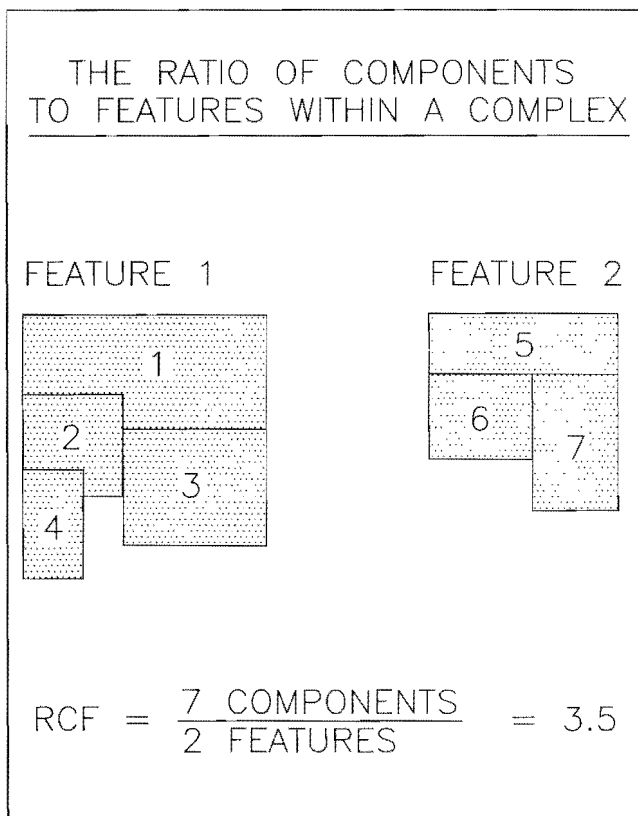 THE RATIO OF COMPONENTS
TO FEATURES WITHIN A COMPLEX
FEATURE 1
FEATURE 2
1
2
3
4
5
6
7
RCF = 7 COMPONENTS / 2 FEATURES = 3.5